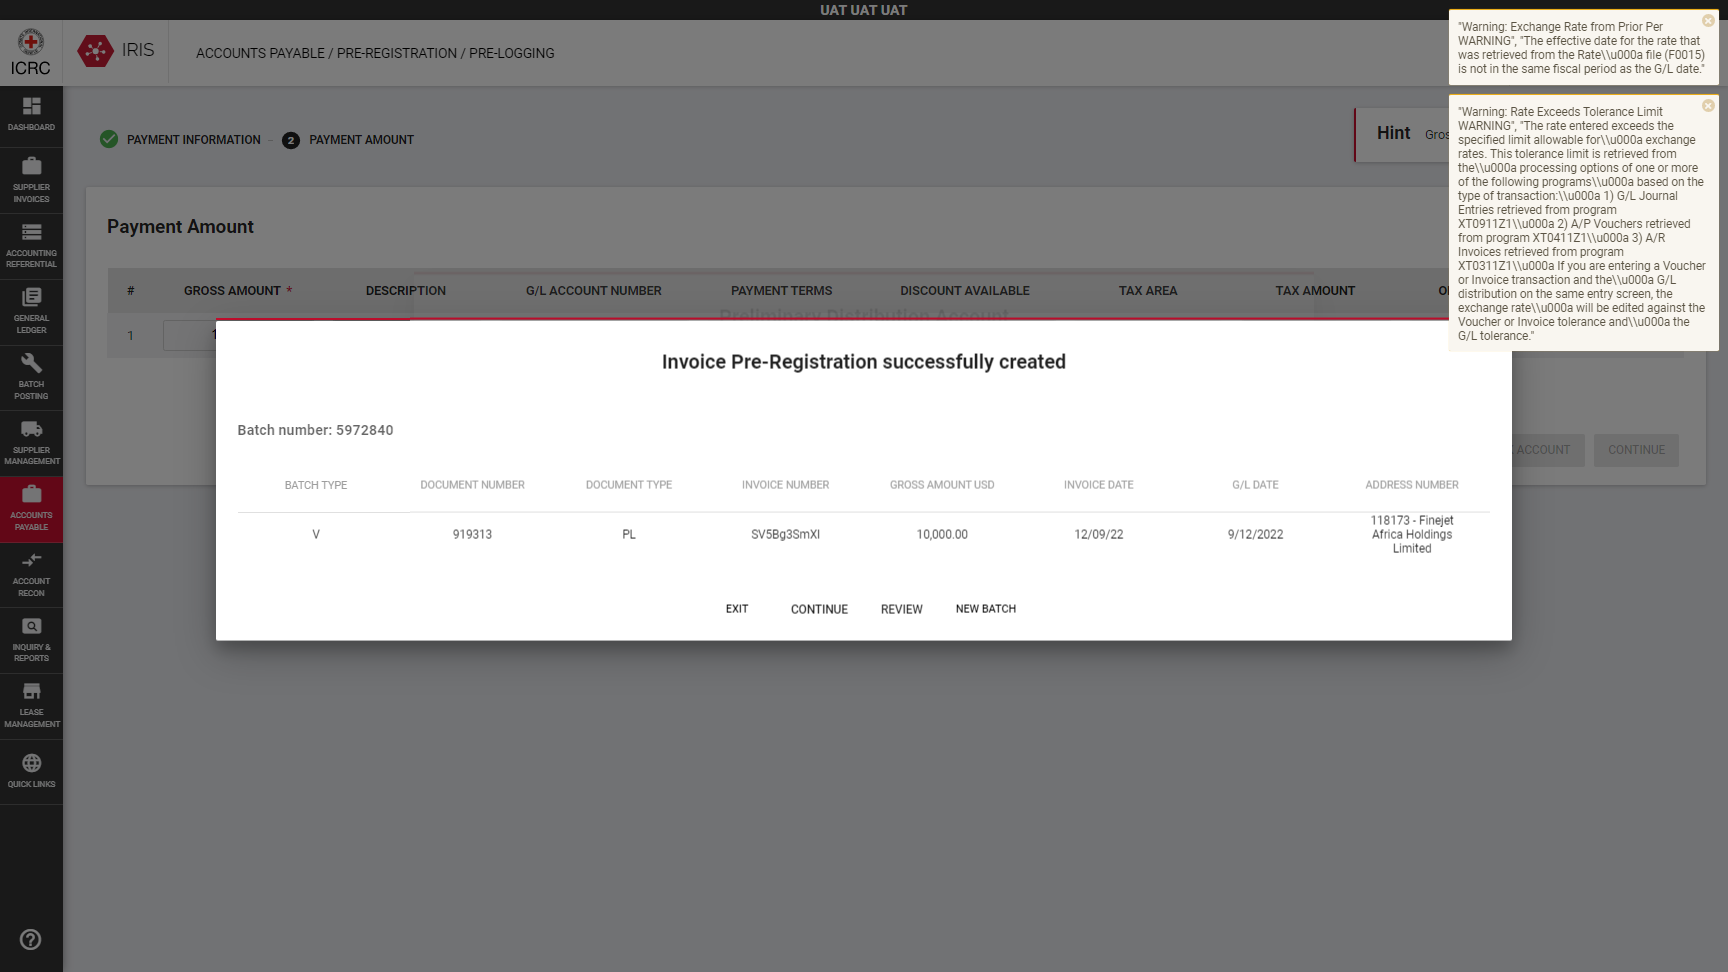 UAT UAT UAT
ICRC
IRIS
ACCOUNTS PAYABLE / PRE-REGISTRATION / PRE-LOGGING
"Warning: Exchange Rate from Prior Per
WARNING", "The effective date for the rate that
was retrieved from the Rate\\u000a file (F0015)
is not in the same fiscal period as the G/L date."
"Warning: Rate Exceeds Tolerance Limit
WARNING", "The rate entered exceeds the
specified limit allowable for\\u000a exchange
rates. This tolerance limit is retrieved from
the\\u000a processing options of one or more
of the following programs\\u000a based on the
type of transaction:\\u000a 1) G/L Journal
Entries retrieved from program
XT0911Z1\\u000a 2) A/P Vouchers retrieved
from program XT0411Z1\\u000a 3) A/R
Invoices retrieved from program
XT0311Z1\\u000a If you are entering a Voucher
or Invoice transaction and the\\u000a G/L
distribution on the same entry screen, the
exchange rate\\u000a will be edited against the
Voucher or Invoice tolerance and\\u000a the
G/L tolerance."
DASHBOARD
SUPPLIER
INVOICES
ACCOUNTING
REFERENTIAL
GENERAL
LEDGER
BATCH
POSTING
SUPPLIER
MANAGEMENT
ACCOUNTS
PAYABLE
ACCOUNT
RECON
INQUIRY &
REPORTS
LEASE
MANAGEMENT
QUICK LINKS
PAYMENT INFORMATION
2 PAYMENT AMOUNT
Hint Gros
Payment Amount
# GROSS AMOUNT * DESCRIPTION G/L ACCOUNT NUMBER PAYMENT TERMS DISCOUNT AVAILABLE TAX AREA TAX AMOUNT
Preliminary Distribution Account
1 1
ACCOUNT CONTINUE
Invoice Pre-Registration successfully created
Batch number: 5972840
BATCH TYPE DOCUMENT NUMBER DOCUMENT TYPE INVOICE NUMBER GROSS AMOUNT USD INVOICE DATE G/L DATE ADDRESS NUMBER
V 919313 PL SV5Bg3SmXI 10,000.00 12/09/22 9/12/2022 118173 - Finejet
Africa Holdings
Limited
EXIT CONTINUE REVIEW NEW BATCH